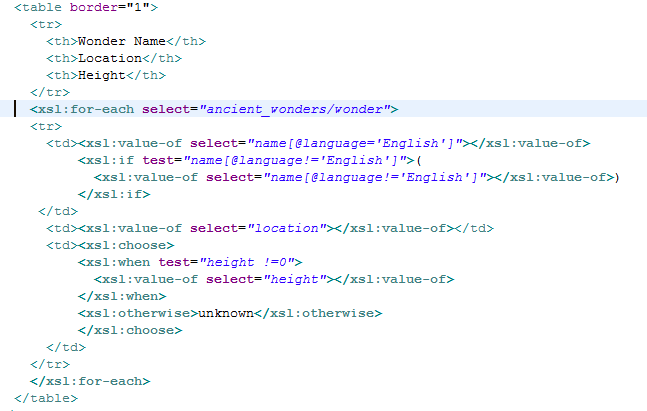 <table border="1">
<tr>
<th>Wonder Name</th>
<th>Location</th>
<th>Height</th>
</tr>
<xsl:for-each select="ancient_wonders/wonder">
<tr>
<td><xsl:value-of select="name[@language='English']"></xsl:value-of>
<xsl:if test="name[@language!='English']">(
<xsl:value-of select="name[@language!='English']"></xsl:value-of>)
</xsl:if>
</td>
<td><xsl:value-of select="location"></xsl:value-of></td>
<td><xsl:choose>
<xsl:when test="height !=0">
<xsl:value-of select="height"></xsl:value-of>
</xsl:when>
<xsl:otherwise>unknown</xsl:otherwise>
</xsl:choose>
</td>
</tr>
</xsl:for-each>
</table>